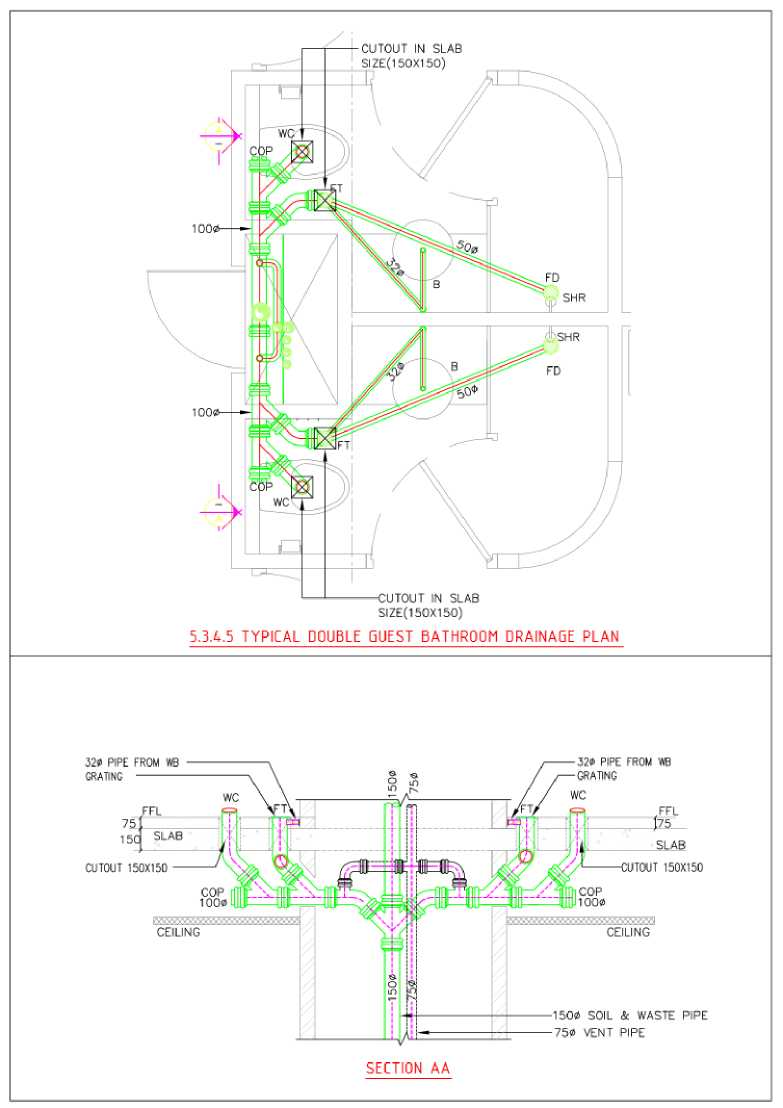 CUTOUT IN SLAB
SIZE(150X150)
WC
COP
FT
100ø
50ø
32ø
B
FD
SHR
SHR
B
FD
32ø
50ø
100ø
FT
COP
WC
CUTOUT IN SLAB
SIZE(150X150)
5.3.4.5 TYPICAL DOUBLE GUEST BATHROOM DRAINAGE PLAN
32ø PIPE FROM WB
GRATING
150ø
75ø
32ø PIPE FROM WB
GRATING
WC
FT
FT
WC
FFL
FFL
75
75
150
SLAB
SLAB
CUTOUT 150X150
CUTOUT 150X150
COP
100ø
COP
100ø
CEILING
CEILING
150ø
75ø
150ø SOIL & WASTE PIPE
75ø VENT PIPE
SECTION AA